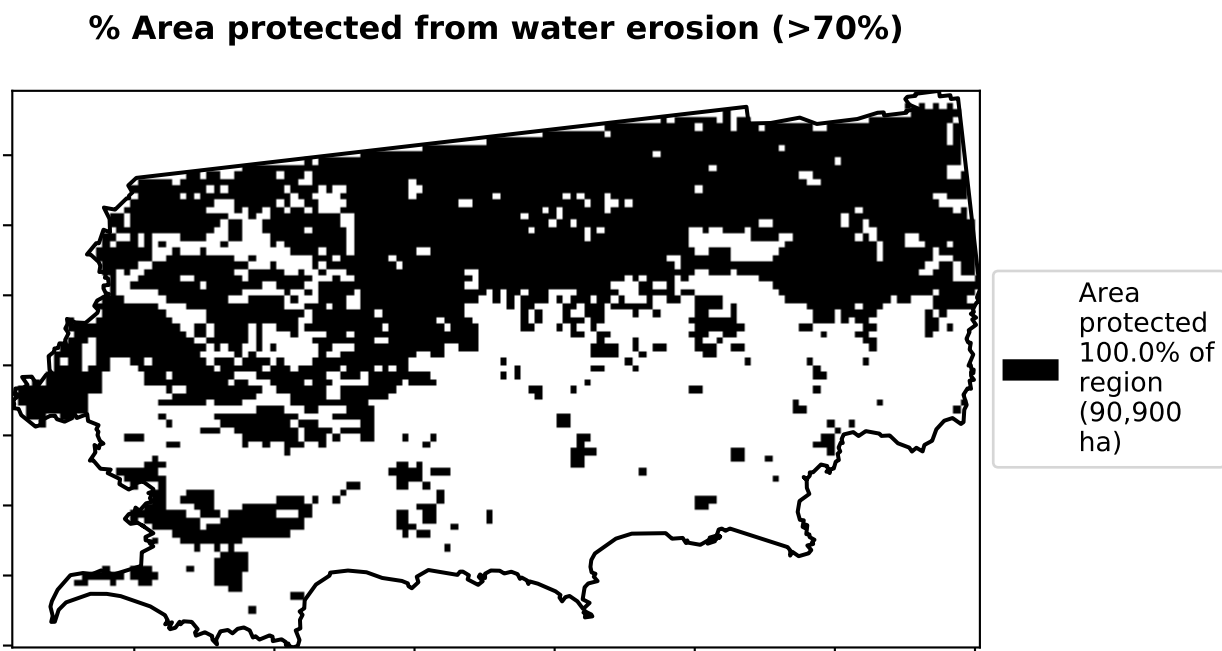 % Area protected from water erosion (>70%)
Area
protected
100.0% of
region
(90,900
ha)